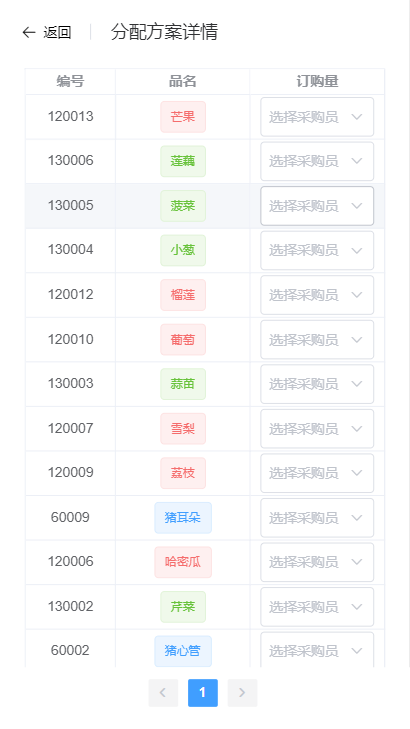 返回 分配方案详情
编号 品名 订购量
120013 芒果 选择采购员
130006 莲藕 选择采购员
130005 菠菜 选择采购员
130004 小葱 选择采购员
120012 榴莲 选择采购员
120010 葡萄 选择采购员
130003 蒜苗 选择采购员
120007 雪梨 选择采购员
120009 荔枝 选择采购员
60009 猪耳朵 选择采购员
120006 哈密瓜 选择采购员
130002 芹菜 选择采购员
60002 猪心管 选择采购员
1